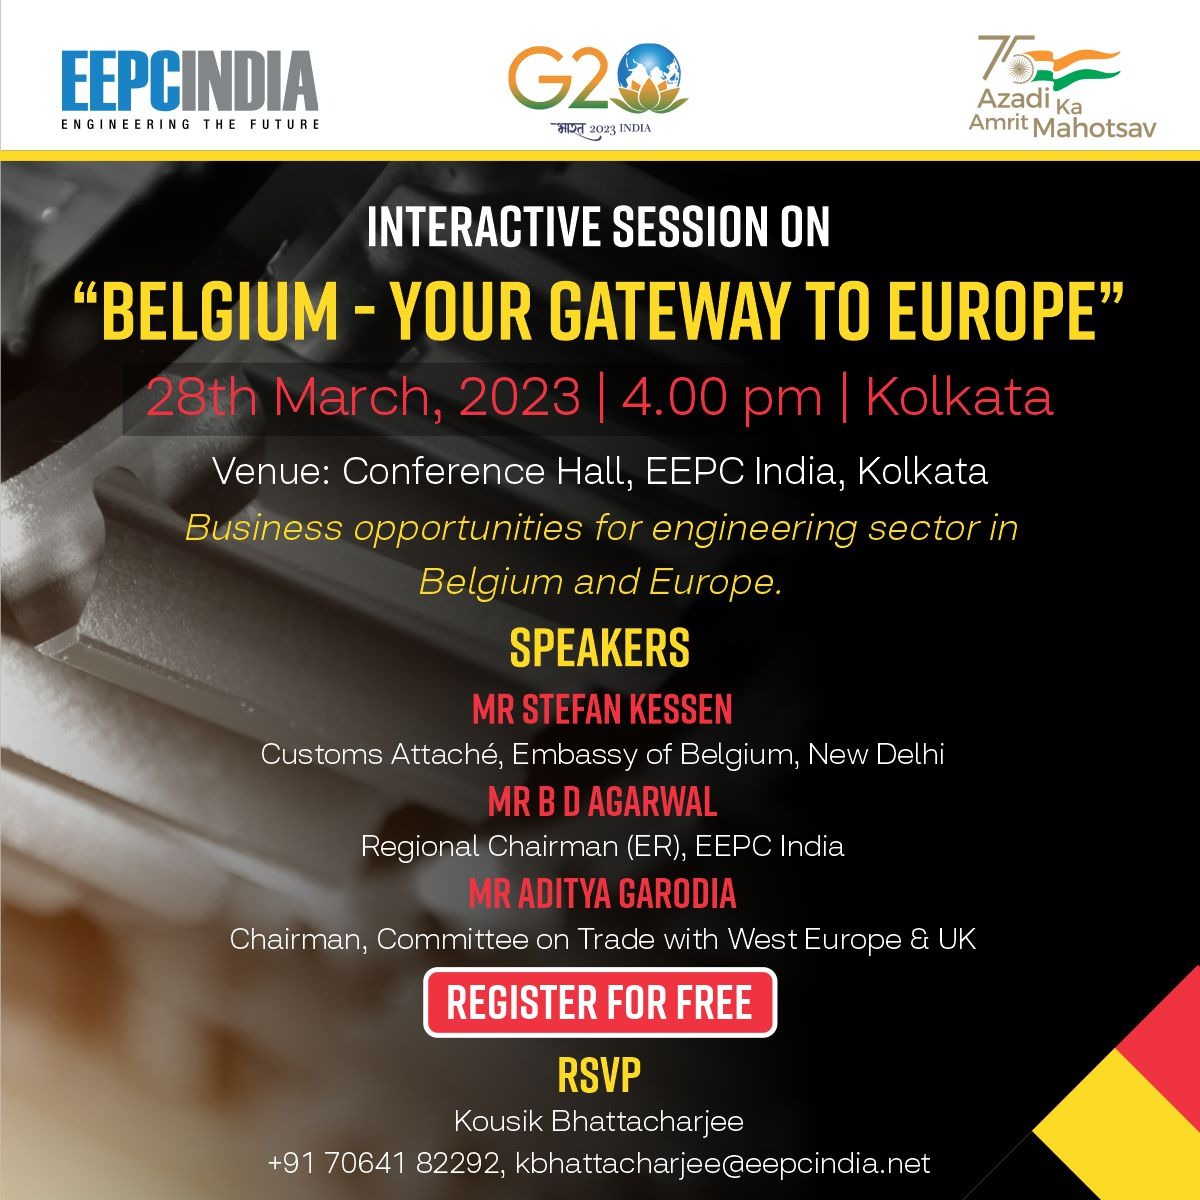 EEPCINDIA
ENGINEERING THE FUTURE
G20
भारत 2023 INDIA
75
Azadi Ka
Amrit Mahotsav
INTERACTIVE SESSION ON
“BELGIUM - YOUR GATEWAY TO EUROPE”
28th March, 2023 | 4.00 pm | Kolkata
Venue: Conference Hall, EEPC India, Kolkata
Business opportunities for engineering sector in
Belgium and Europe.
SPEAKERS
MR STEFAN KESSEN
Customs Attaché, Embassy of Belgium, New Delhi
MR B D AGARWAL
Regional Chairman (ER), EEPC India
MR ADITYA GARODIA
Chairman, Committee on Trade with West Europe & UK
REGISTER FOR FREE
RSVP
Kousik Bhattacharjee
+91 70641 82292, kbhattacharjee@eepcindia.net